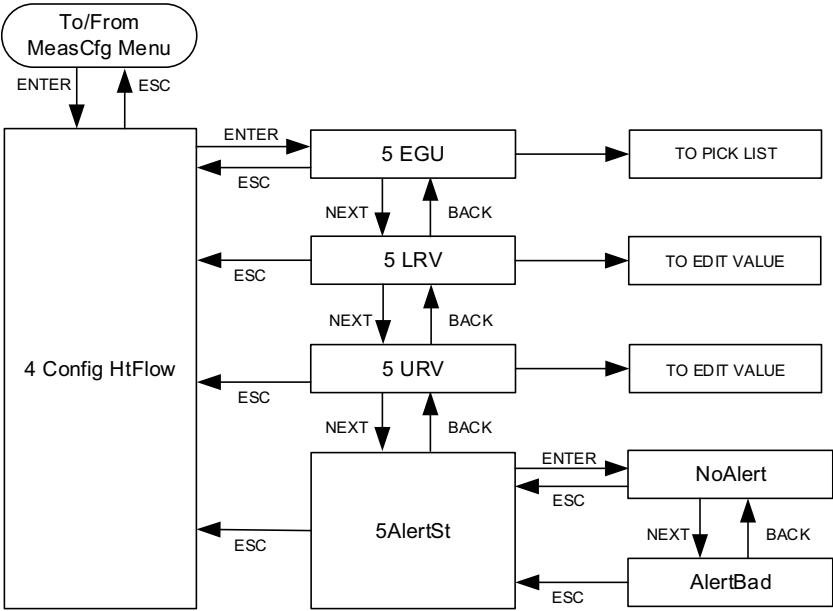 To/From
MeasCfg Menu
ENTER
ESC
ENTER
5 EGU
TO PICK LIST
ESC
NEXT
BACK
5 LRV
TO EDIT VALUE
ESC
NEXT
BACK
4 Config HtFlow
5 URV
TO EDIT VALUE
ESC
NEXT
BACK
ENTER
NoAlert
ESC
5AlertSt
NEXT
BACK
ESC
AlertBad
ESC